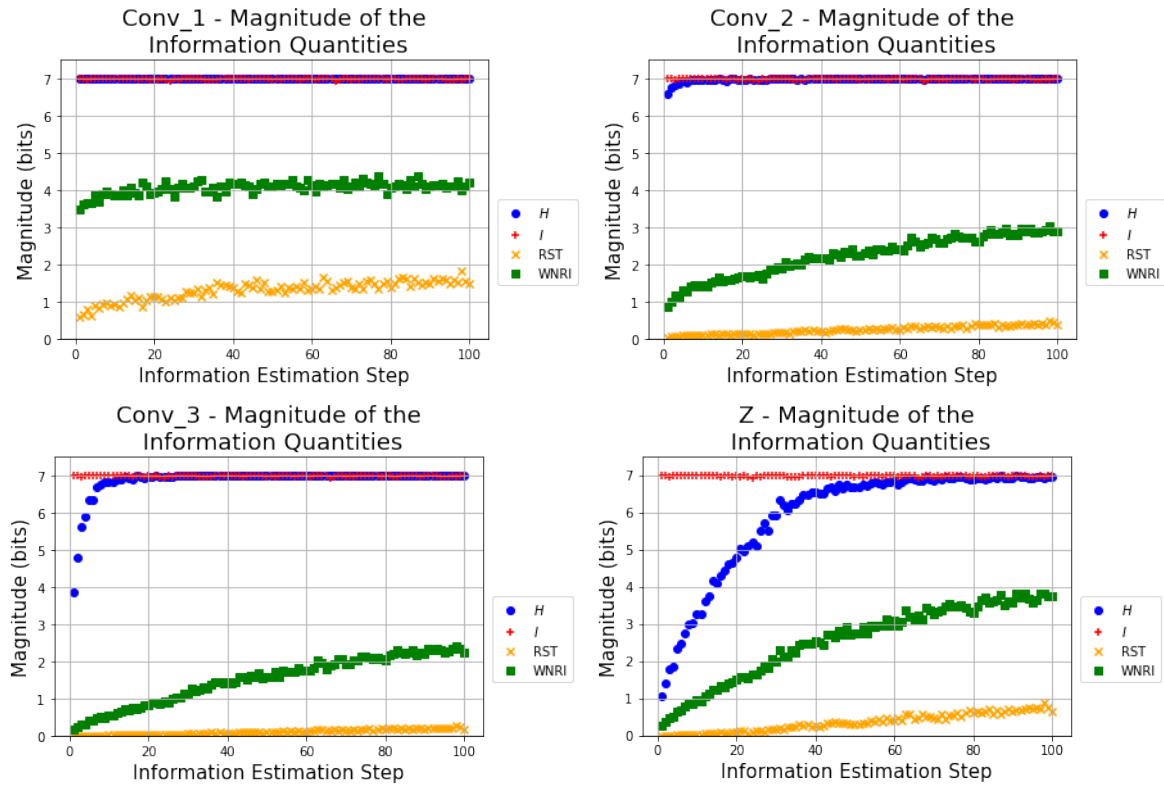 Conv_1 - Magnitude of the
Information Quantities
Magnitude (bits)
7
6
5
4
3
2
1
0
0 20 40 60 80 100
Information Estimation Step
H
I
RST
WNRI
Conv_2 - Magnitude of the
Information Quantities
Magnitude (bits)
7
6
5
4
3
2
1
0
0 20 40 60 80 100
Information Estimation Step
H
I
RST
WNRI
Conv_3 - Magnitude of the
Information Quantities
Magnitude (bits)
7
6
5
4
3
2
1
0
0 20 40 60 80 100
Information Estimation Step
H
I
RST
WNRI
Z - Magnitude of the
Information Quantities
Magnitude (bits)
7
6
5
4
3
2
1
0
0 20 40 60 80 100
Information Estimation Step
H
I
RST
WNRI